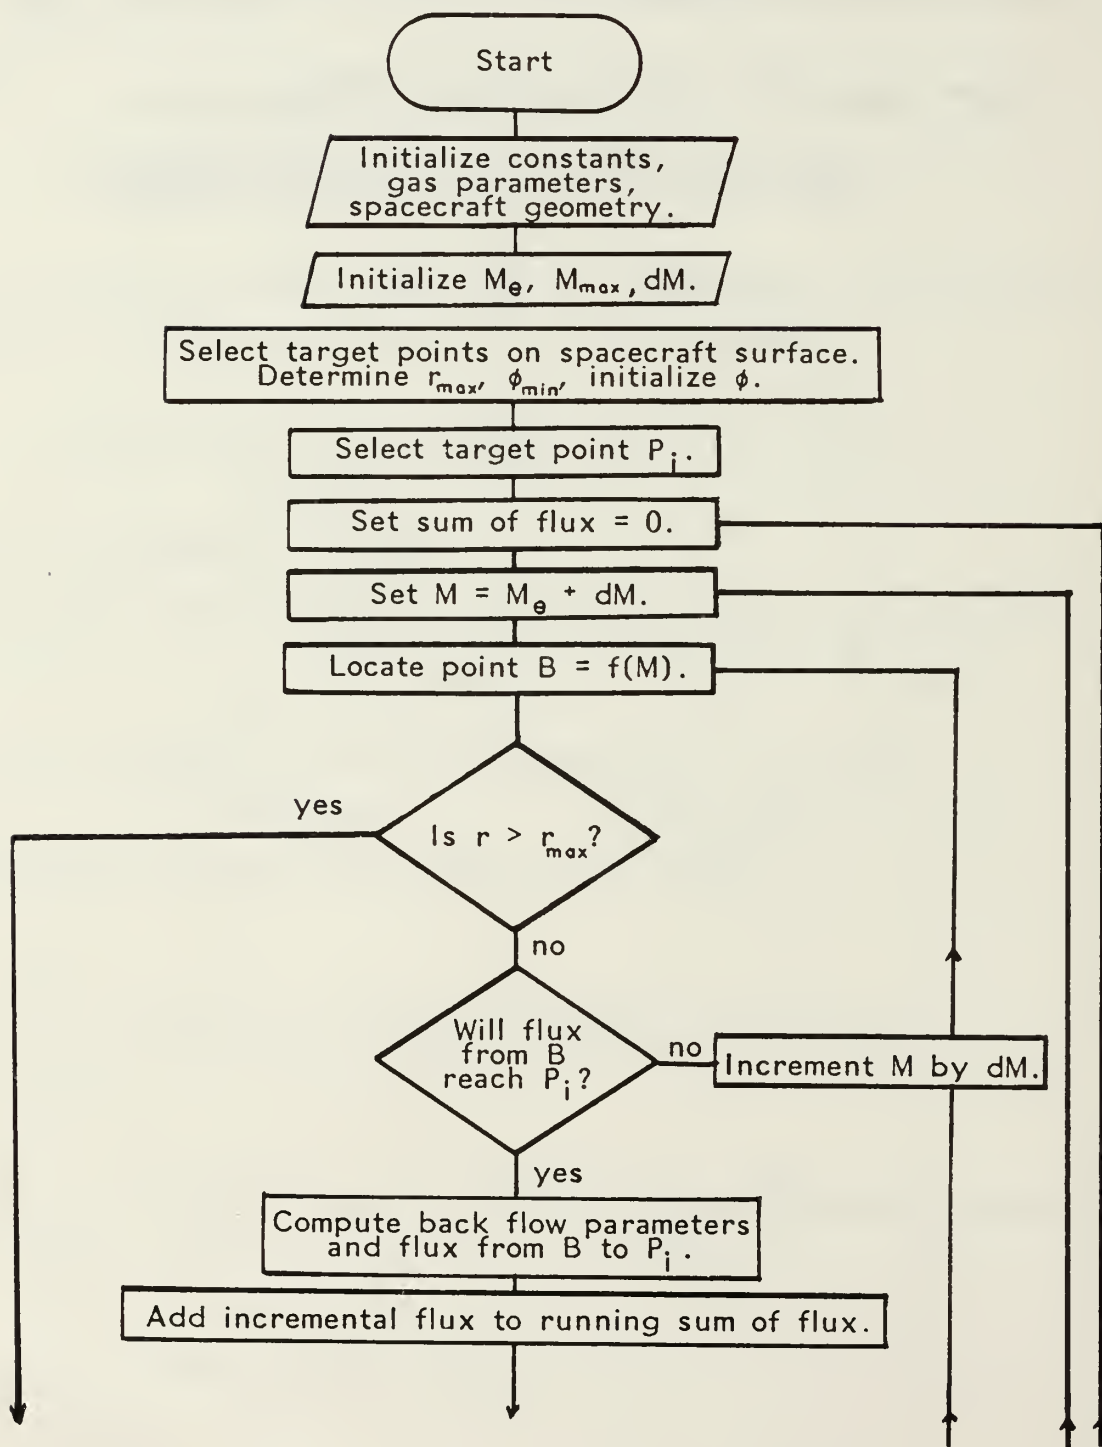 Start
Initialize constants,
gas parameters,
spacecraft geometry.
Initialize Mₑ, Mmax, dM.
Select target points on spacecraft surface.
Determine rmax, ϕmin, initialize ϕ.
Select target point Pi.
Set sum of flux = 0.
Set M = Mₑ + dM.
Locate point B = f(M).
yes
Is r > rmax?
no
Will flux
from B
reach Pi?
no
Increment M by dM.
yes
Compute back flow parameters
and flux from B to Pi.
Add incremental flux to running sum of flux.